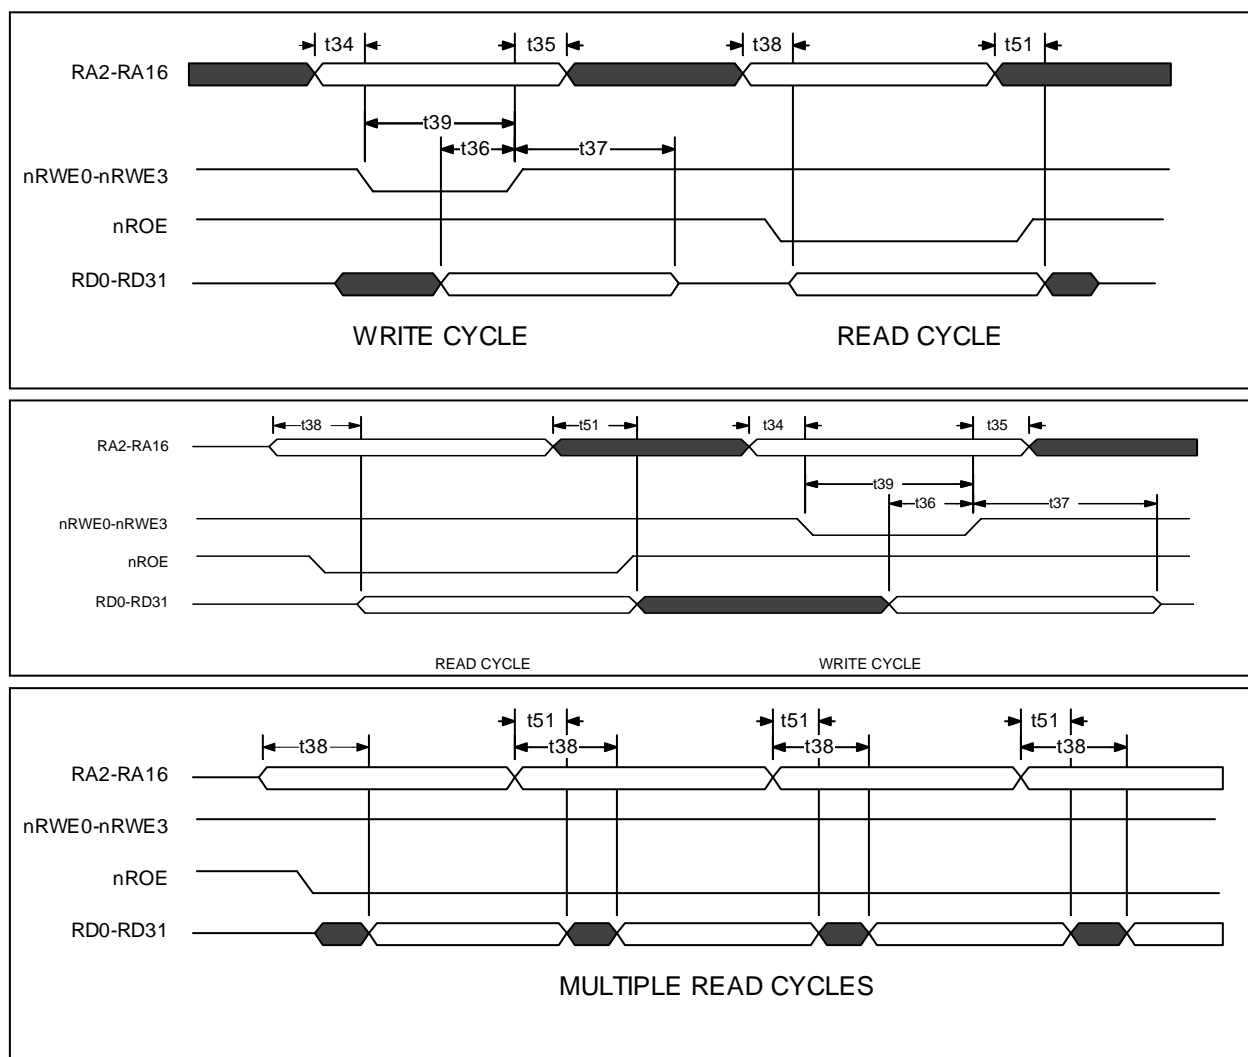 t34 t35 t38 t51
RA2-RA16
t39
t36 t37
nRWE0-nRWE3
nROE
RD0-RD31
WRITE CYCLE READ CYCLE
t38 t51 t34 t35
RA2-RA16
t39
t36 t37
nRWE0-nRWE3
nROE
RD0-RD31
READ CYCLE WRITE CYCLE
t51 t51 t51
t38 t38 t38 t38
RA2-RA16
nRWE0-nRWE3
nROE
RD0-RD31
MULTIPLE READ CYCLES